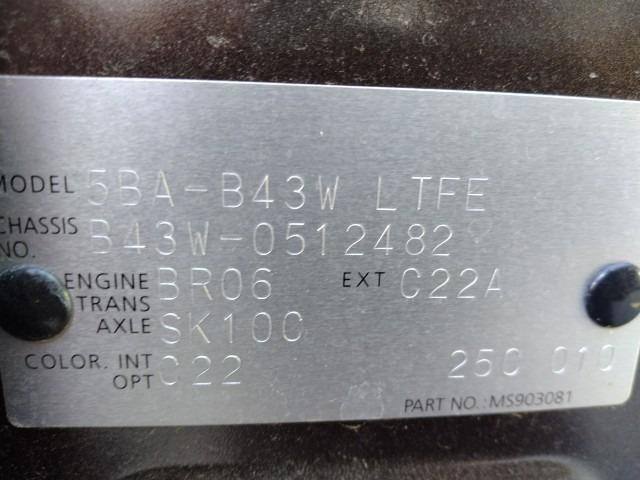 MODEL 5BA-B43W LTFE
CHASSIS NO. B43W-0512482
ENGINE BR06 EXT C22A
TRANS AXLE SK10C
COLOR. INT C22 25C 010
OPT
PART NO.:MS903081